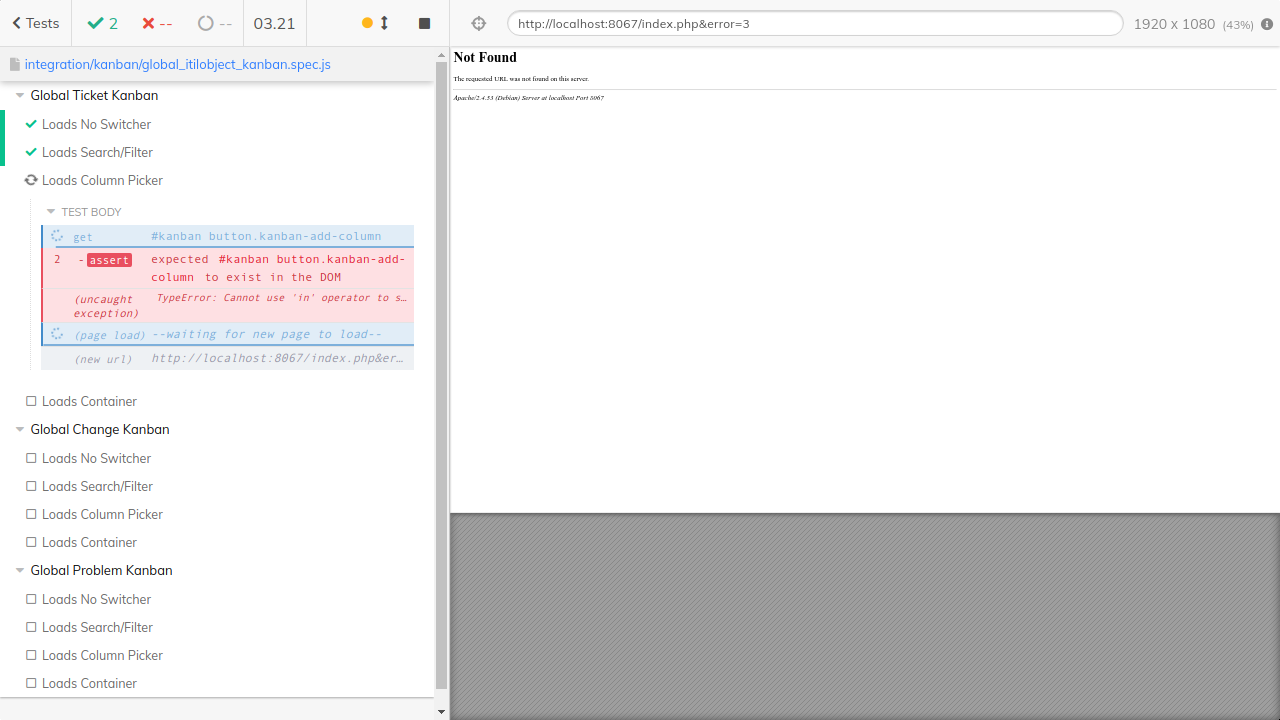 Tests 2 -- -- 03.21
http://localhost:8067/index.php&error=3 1920 x 1080 (43%)
integration/kanban/global_itilobject_kanban.spec.js
Global Ticket Kanban
Loads No Switcher
Loads Search/Filter
Loads Column Picker
TEST BODY
get #kanban button.kanban-add-column
2 -assert expected #kanban button.kanban-add-
column to exist in the DOM
(uncaught exception) TypeError: Cannot use 'in' operator to s…
(page load) --waiting for new page to load--
(new url) http://localhost:8067/index.php&er…
Loads Container
Global Change Kanban
Loads No Switcher
Loads Search/Filter
Loads Column Picker
Loads Container
Global Problem Kanban
Loads No Switcher
Loads Search/Filter
Loads Column Picker
Loads Container
Not Found
The requested URL was not found on this server.
Apache/2.4.53 (Debian) Server at localhost Port 8067